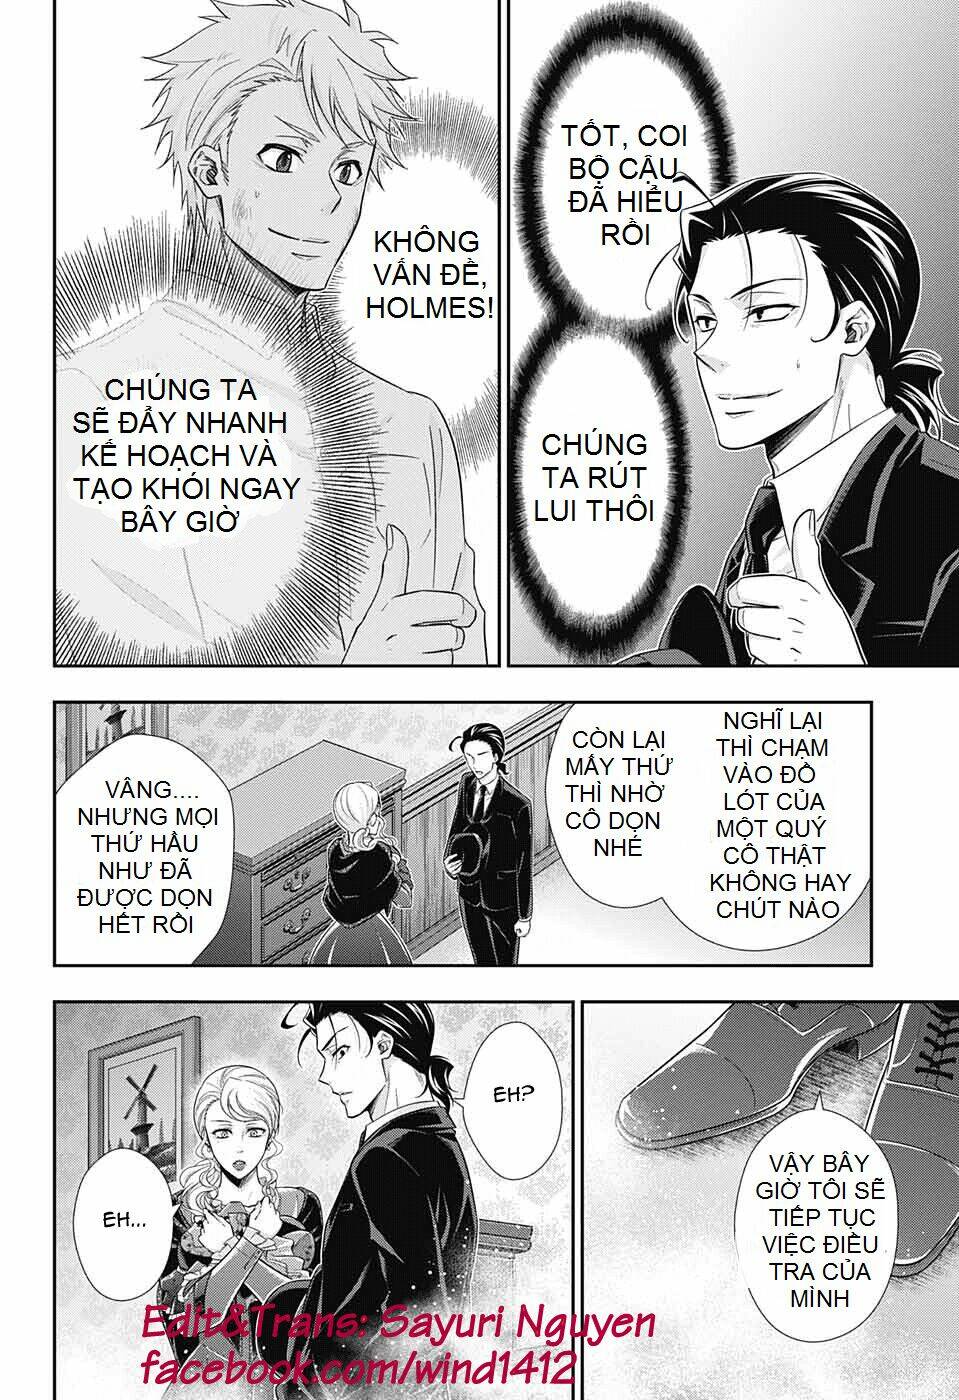 TỐT, COI
BỘ CẬU
ĐÃ HIỂU
RỒI
CHÚNG
TA RÚT
LUI THÔI
KHÔNG
VẤN ĐỀ,
HOLMES!
CHÚNG TA
SẼ ĐẨY NHANH
KẾ HOẠCH VÀ
TẠO KHÓI NGAY
BÂY GIỜ
NGHĨ LẠI
THÌ CHẠM
VÀO ĐỒ
LÓT CỦA
MỘT QUÝ
CÔ THẬT
KHÔNG HAY
CHÚT NÀO
CÒN LẠI
MẤY THỨ
THÌ NHỜ
CÔ DỌN
NHÉ
VÂNG....
NHƯNG MỌI
THỨ HẦU
NHƯ ĐÃ
ĐƯỢC DỌN
HẾT RỒI
VẬY BÂY
GIỜ TÔI SẼ
TIẾP TỤC
VIỆC ĐIỀU
TRA CỦA
MÌNH
EH?
EH...
Edit&Trans: Sayuri Nguyen
facebook.com/wind1412